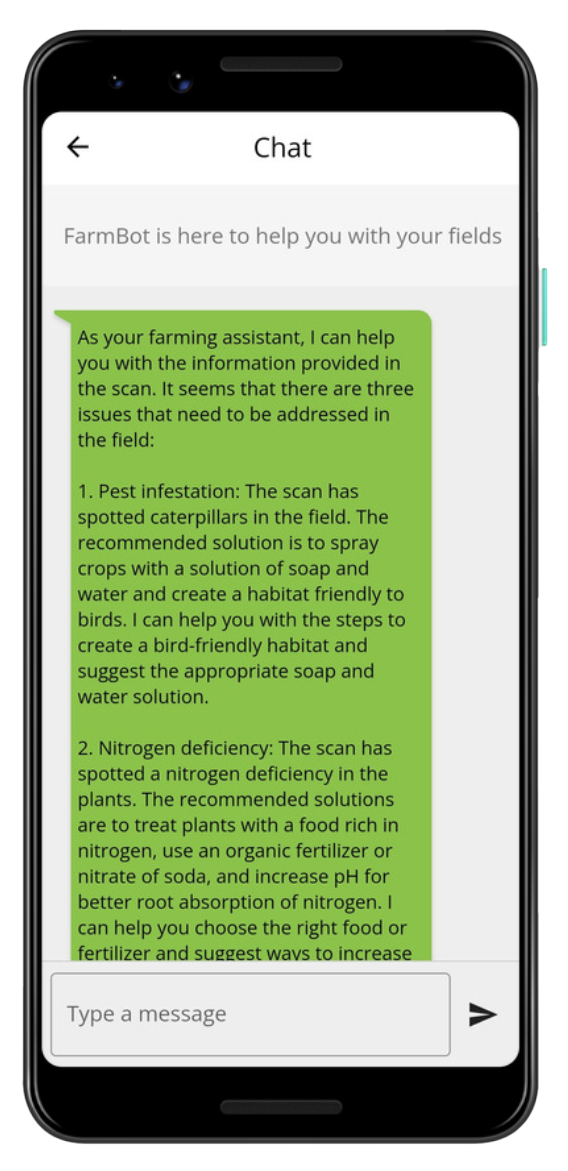 Chat
FarmBot is here to help you with your fields
As your farming assistant, I can help
you with the information provided in
the scan. It seems that there are three
issues that need to be addressed in
the field:
1. Pest infestation: The scan has
spotted caterpillars in the field. The
recommended solution is to spray
crops with a solution of soap and
water and create a habitat friendly to
birds. I can help you with the steps to
create a bird-friendly habitat and
suggest the appropriate soap and
water solution.
2. Nitrogen deficiency: The scan has
spotted a nitrogen deficiency in the
plants. The recommended solutions
are to treat plants with a food rich in
nitrogen, use an organic fertilizer or
nitrate of soda, and increase pH for
better root absorption of nitrogen. I
can help you choose the right food or
fertilizer and suggest ways to increase
Type a message